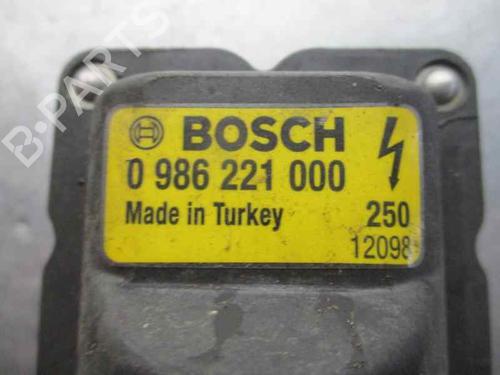 B-PARTS
BOSCH
0 986 221 000
Made in Turkey 250
12098